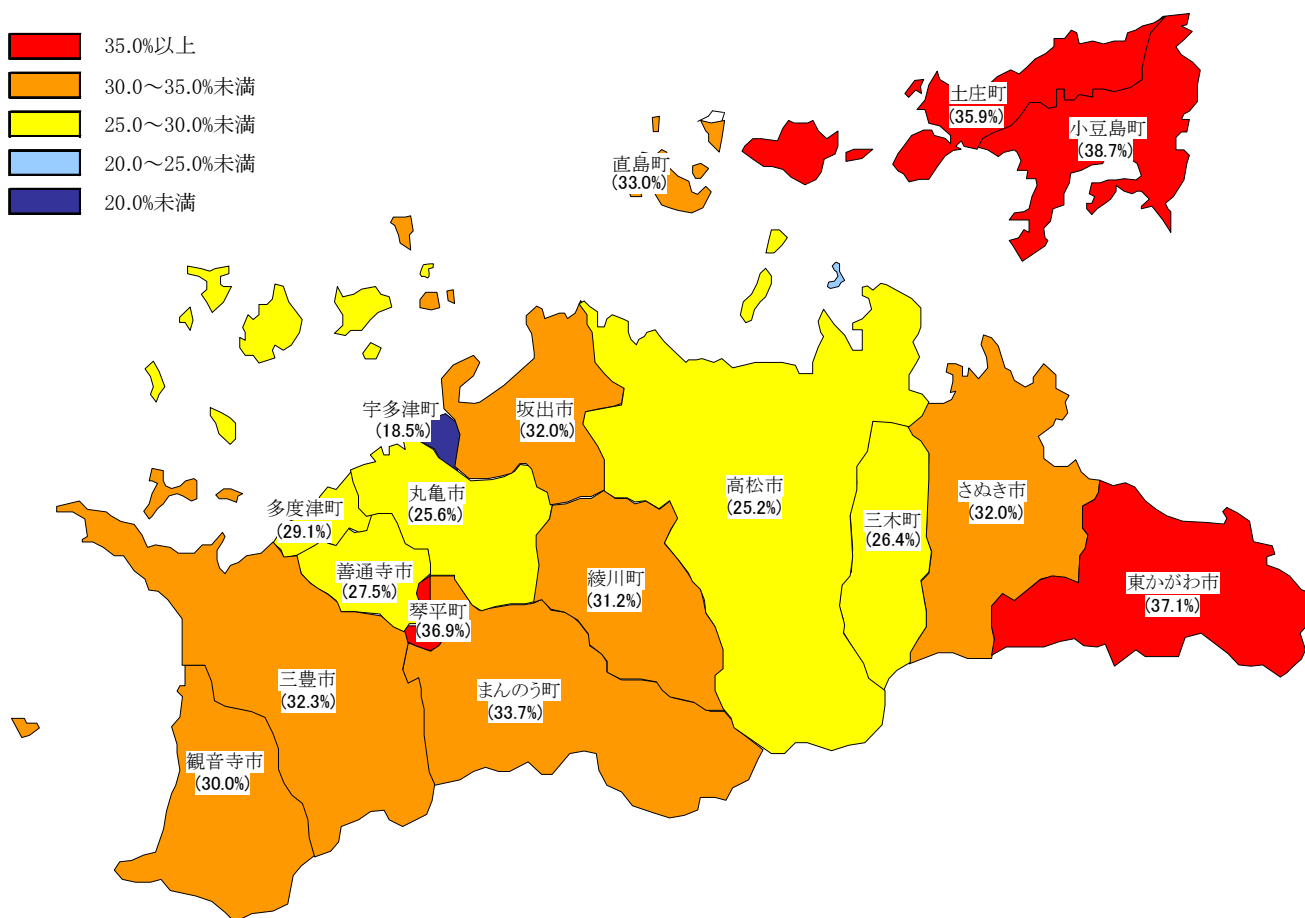 35.0%以上
30.0～35.0%未満
25.0～30.0%未満
20.0～25.0%未満
20.0%未満
土庄町
(35.9%)
小豆島町
(38.7%)
直島町
(33.0%)
宇多津町
(18.5%)
坂出市
(32.0%)
高松市
(25.2%)
丸亀市
(25.6%)
さぬき市
(32.0%)
多度津町
(29.1%)
三木町
(26.4%)
善通寺市
(27.5%)
綾川町
(31.2%)
東かがわ市
(37.1%)
琴平町
(36.9%)
三豊市
(32.3%)
まんのう町
(33.7%)
観音寺市
(30.0%)